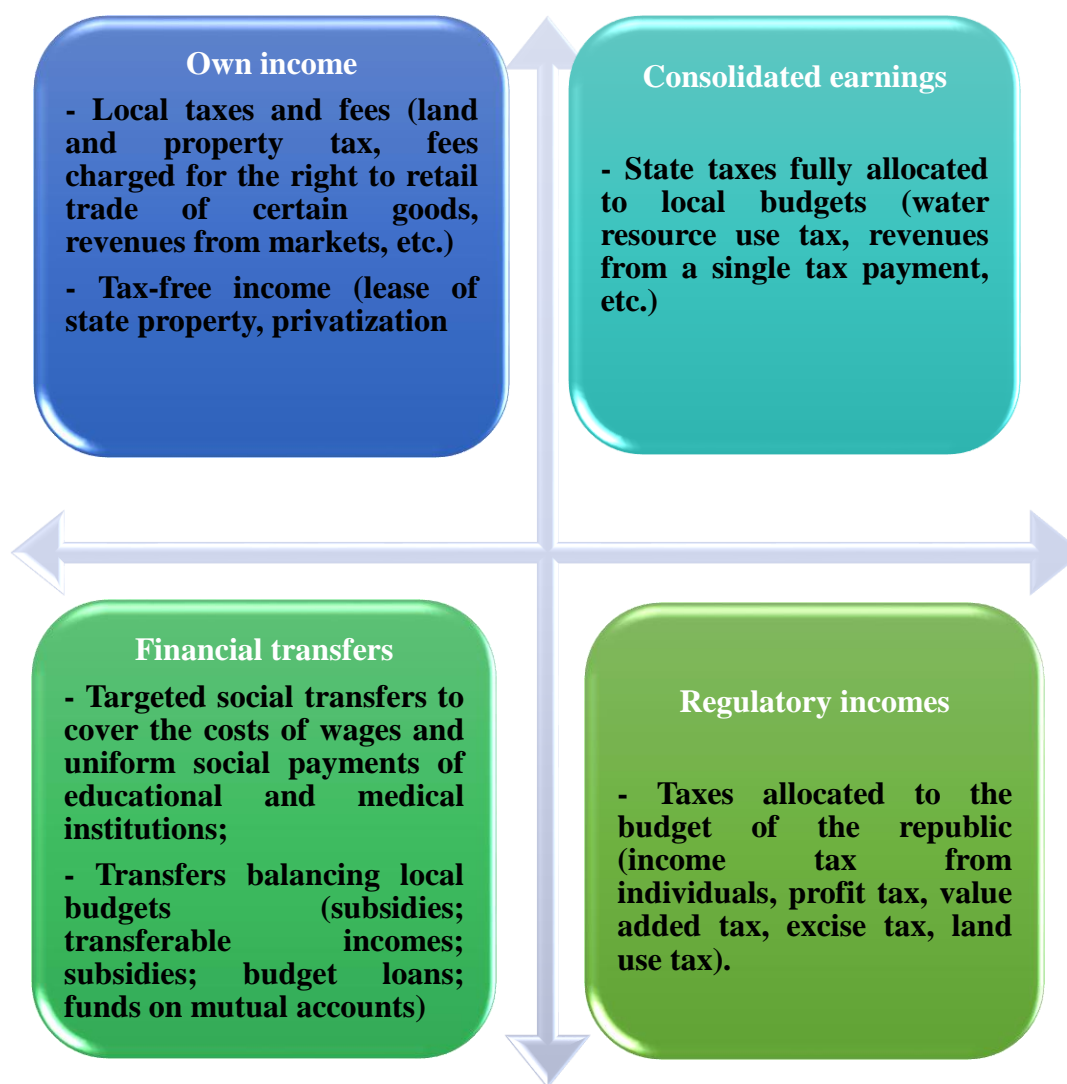 Own income
- Local taxes and fees (land
and property tax, fees
charged for the right to retail
trade of certain goods,
revenues from markets, etc.)
- Tax-free income (lease of
state property, privatization
Consolidated earnings
- State taxes fully allocated
to local budgets (water
resource use tax, revenues
from a single tax payment,
etc.)
Financial transfers
- Targeted social transfers to
cover the costs of wages and
uniform social payments of
educational and medical
institutions;
- Transfers balancing local
budgets (subsidies;
transferable incomes;
subsidies; budget loans;
funds on mutual accounts)
Regulatory incomes
- Taxes allocated to the
budget of the republic
(income tax from
individuals, profit tax, value
added tax, excise tax, land
use tax).